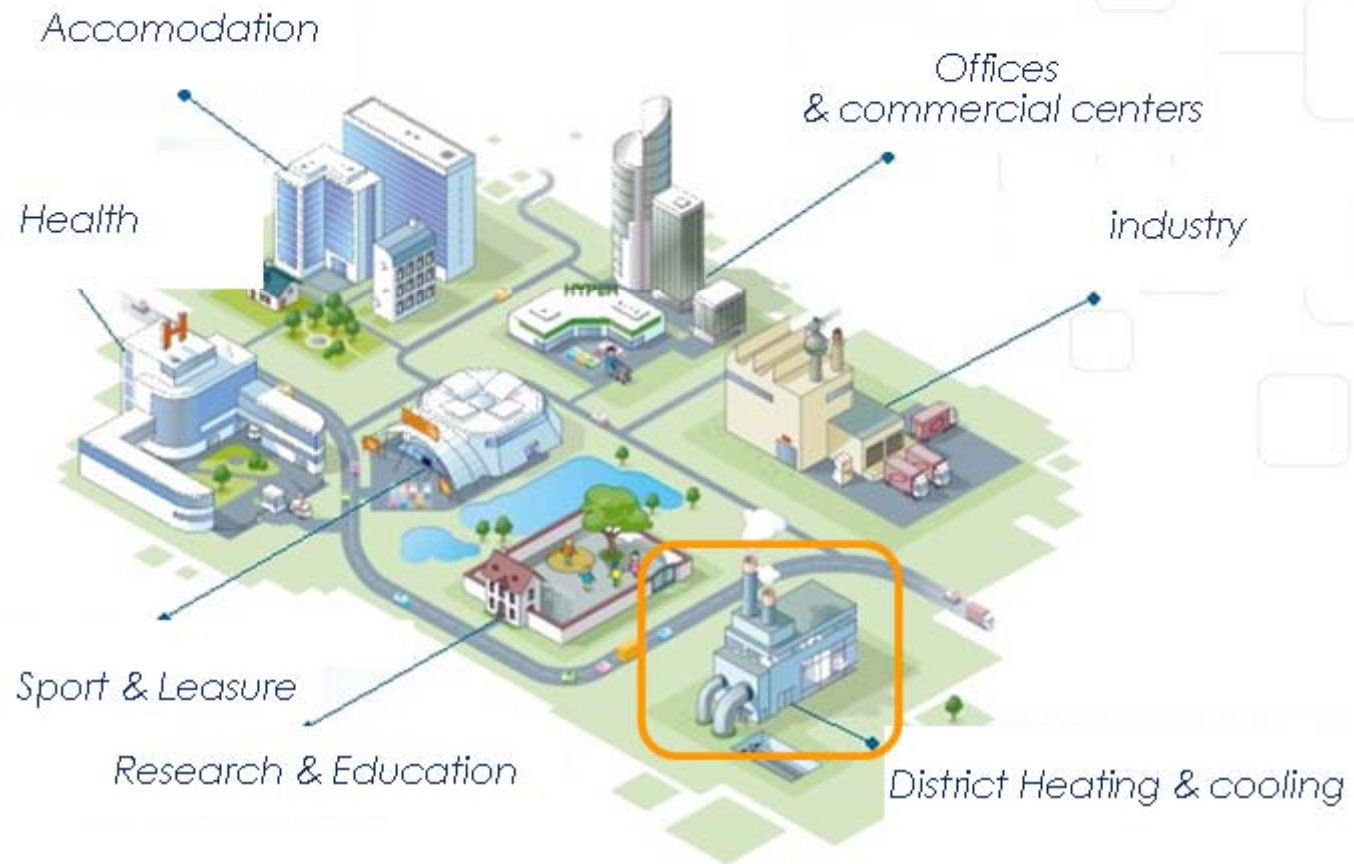 Accomodation
Offices
& commercial centers
Health
industry
HYPER
H
Sport & Leasure
Research & Education
District Heating & cooling